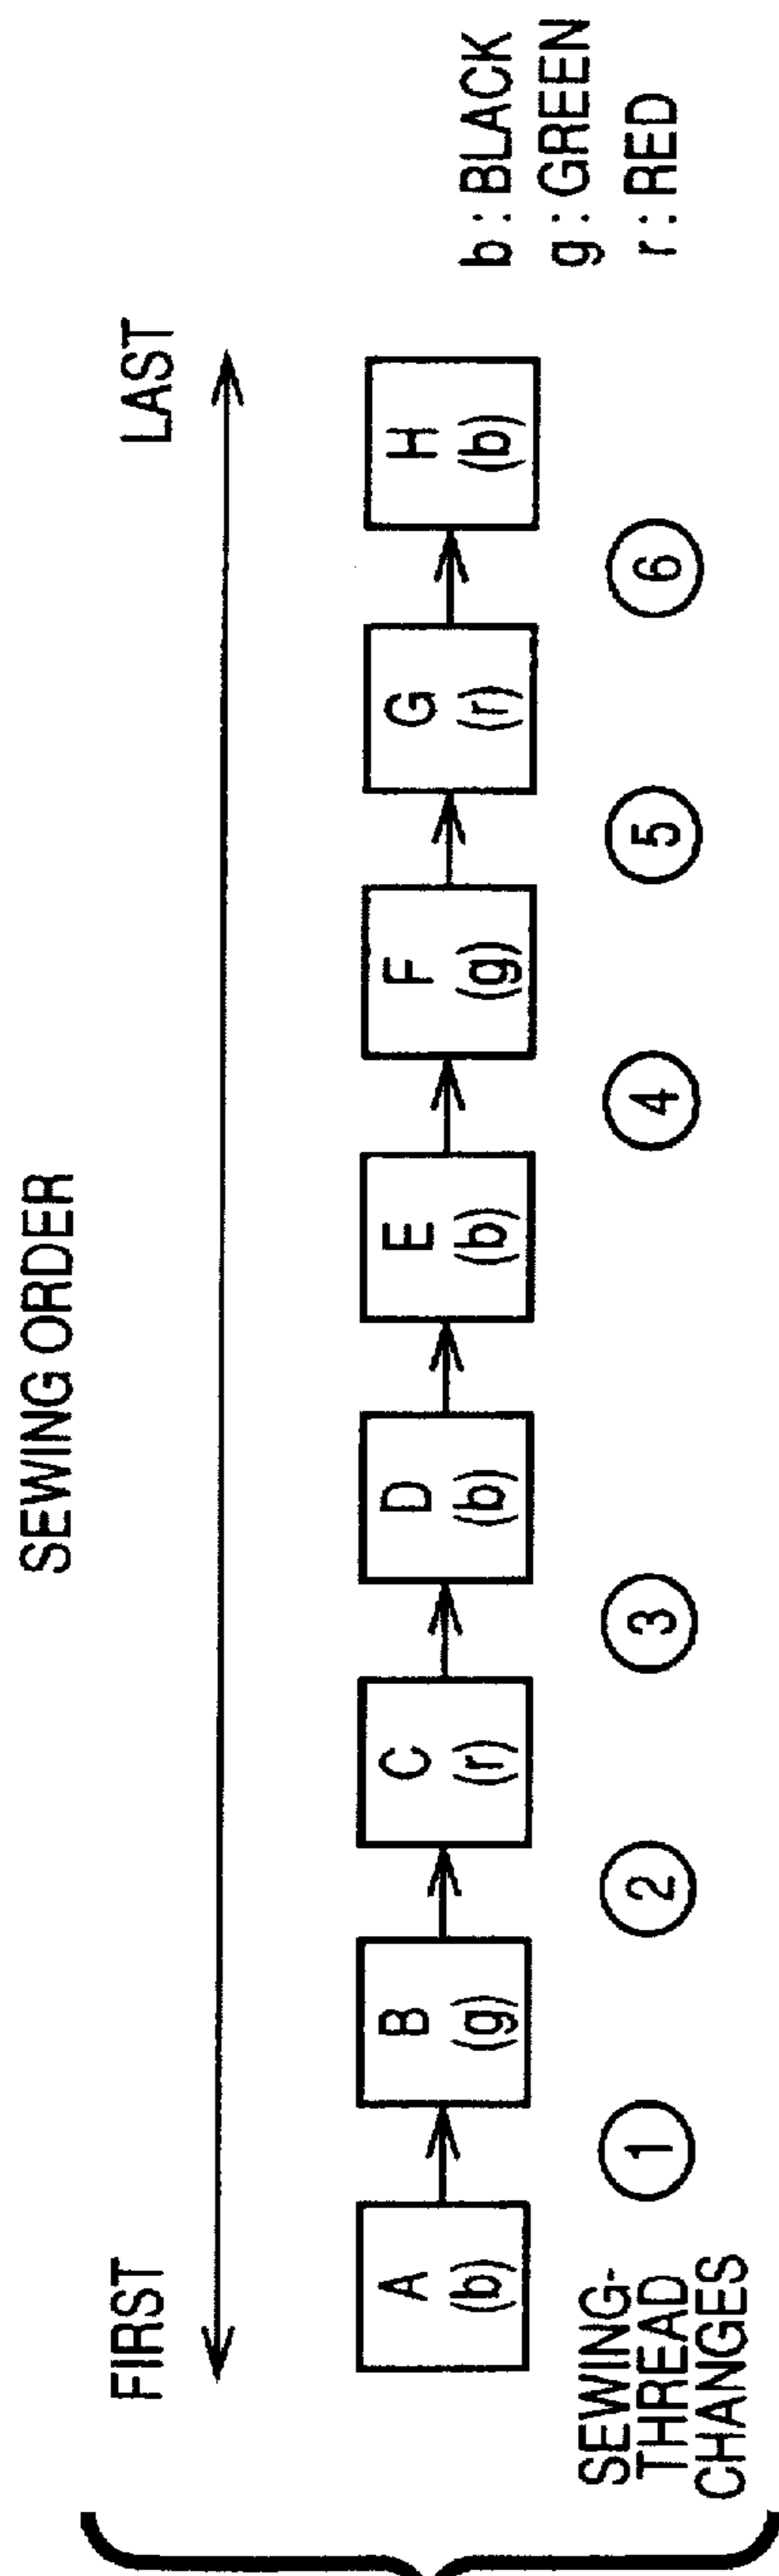 SEWING ORDER
FIRST
LAST
A
(b)
B
(g)
C
(r)
D
(b)
E
(b)
F
(g)
G
(r)
H
(b)
SEWING-
THREAD
CHANGES
1
2
3
4
5
6
b : BLACK
g : GREEN
r : RED